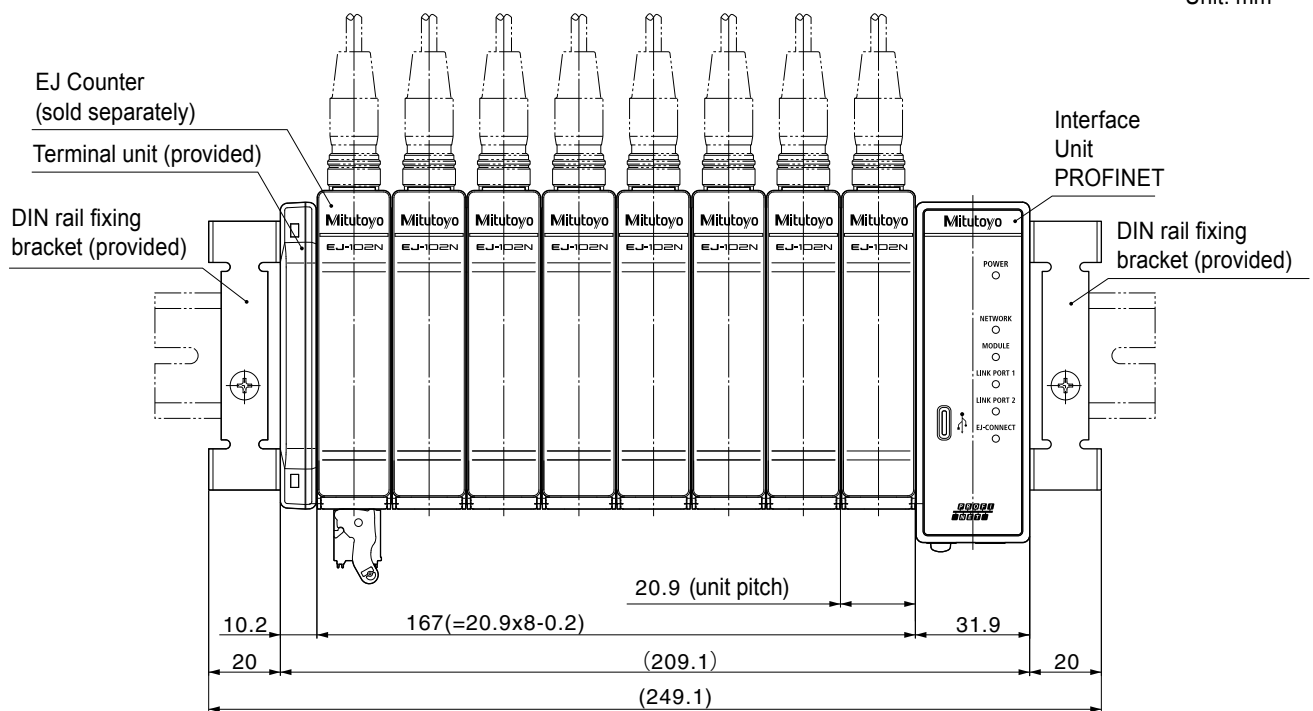 Unit: mm
EJ Counter
(sold separately)
Terminal unit (provided)
DIN rail fixing
bracket (provided)
Interface
Unit
PROFINET
DIN rail fixing
bracket (provided)
Mitutoyo Mitutoyo Mitutoyo Mitutoyo Mitutoyo Mitutoyo Mitutoyo Mitutoyo Mitutoyo
EJ-102N EJ-102N EJ-102N EJ-102N EJ-102N EJ-102N EJ-102N EJ-102N
POWER
NETWORK
MODULE
LINK PORT 1
LINK PORT 2
EJ-CONNECT
PROFI
NET
20.9 (unit pitch)
10.2 167(=20.9x8-0.2) 31.9
20 (209.1) 20
(249.1)